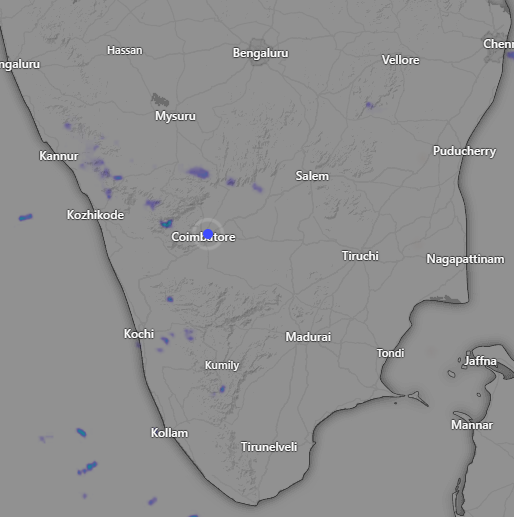 Hassan
Bengaluru
Vellore
Chenn
ngaluru
Mysuru
Kannur
Puducherry
Salem
Kozhikode
Coimbatore
Tiruchi
Nagapattinam
Kochi
Madurai
Tondi
Jaffna
Kumily
Mannar
Kollam
Tirunelveli